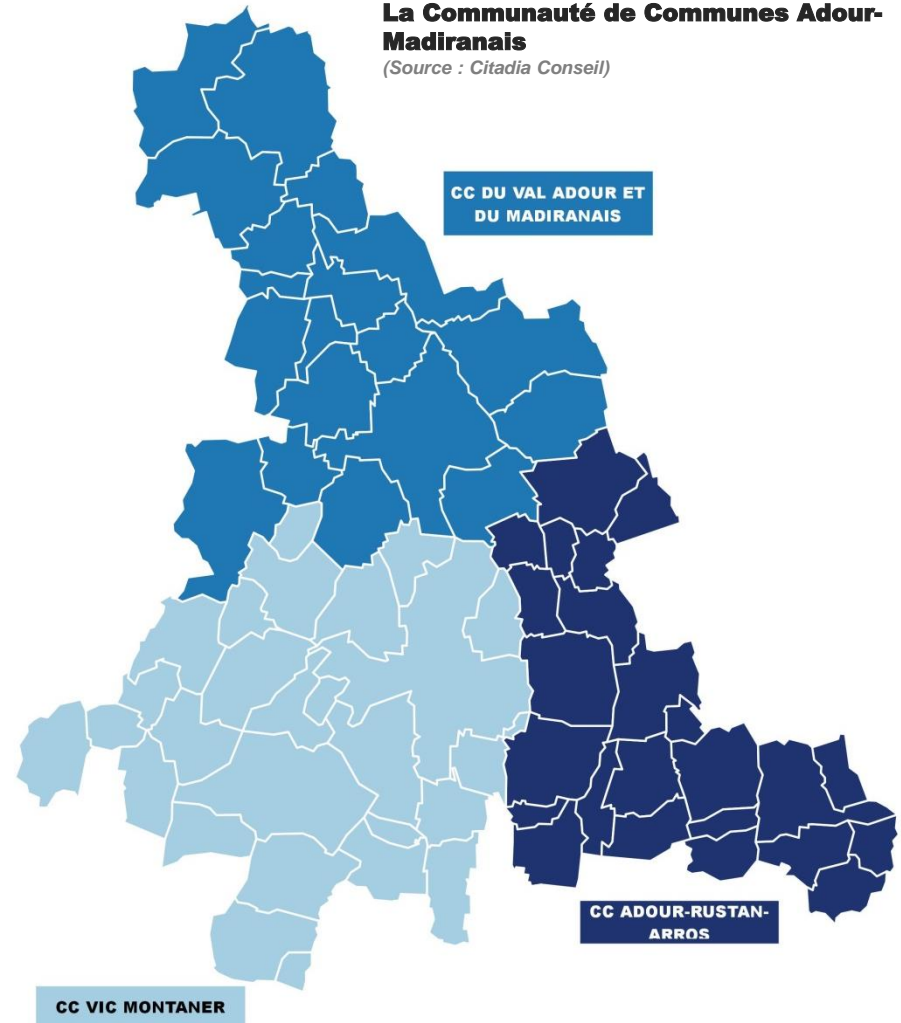 La Communauté de Communes Adour-
Madiranais
(Source : Citadia Conseil)
CC DU VAL ADOUR ET
DU MADIRANAIS
CC ADOUR-RUSTAN-
ARROS
CC VIC MONTANER